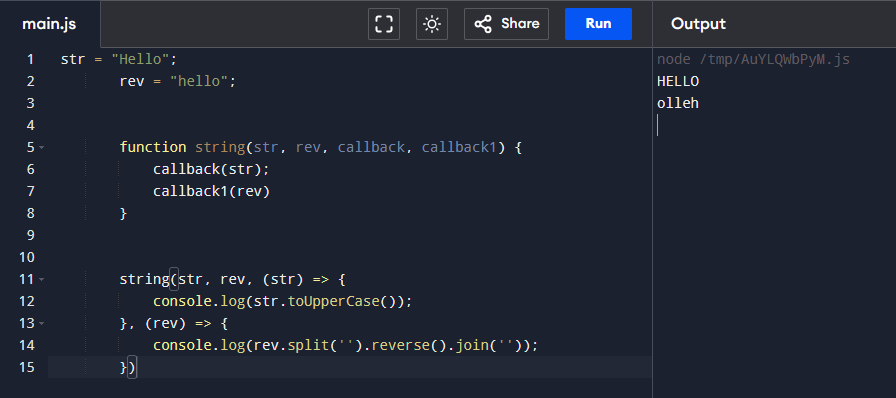 main.js
Share
Run
Output
1 str = "Hello";
2 rev = "hello";
3
4
5 function string(str, rev, callback, callback1) {
6 callback(str);
7 callback1(rev)
8 }
9
10
11 string(str, rev, (str) => {
12 console.log(str.toUpperCase());
13 }, (rev) => {
14 console.log(rev.split('').reverse().join(''));
15 })
node /tmp/AuYLQWbPyM.js
HELLO
olleh